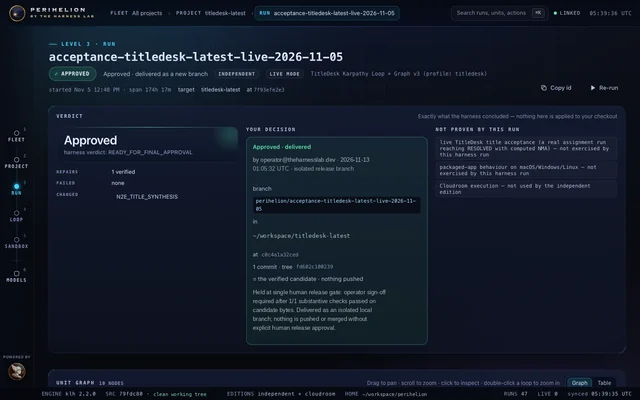 PERIHELION
BY THE HARNESS LAB
FLEET All projects › PROJECT titledesk-latest › RUN acceptance-titledesk-latest-live-2026-11-05
Search runs, units, actions ⌘K
LINKED 05:39:36 UTC
LEVEL 3 · RUN
acceptance-titledesk-latest-live-2026-11-05
✓ APPROVED Approved · delivered as a new branch INDEPENDENT LIVE MODE TitleDesk Karpathy Loop + Graph v3 (profile: titledesk)
started Nov 5 12:48 PM · span 174h 17m target titledesk-latest at 7f93efe2e3
Copy id Re-run
FLEET
PROJECT
RUN
LOOP
SANDBOX
MODELS
POWERED BY
VERDICT
Exactly what the harness concluded — nothing here is applied to your checkout
Approved
harness verdict: READY_FOR_FINAL_APPROVAL
REPAIRS 1 verified
FAILED none
CHANGED N2E_TITLE_SYNTHESIS
YOUR DECISION
Approved · delivered
by operator@theharnesslab.dev · 2026-11-13
01:05:32 UTC · isolated release branch
branch
perihelion/acceptance-titledesk-latest-live-2026-11-
05
in
~/workspace/titledesk-latest
at c0c4a1a32ced
1 commit · tree fd602c100239
= the verified candidate · nothing pushed
Held at single human release gate: operator sign-off
required after 1/1 substantive checks passed on
candidate bytes. Delivered as an isolated local
branch; nothing is pushed or merged without
explicit human release approval.
NOT PROVEN BY THIS RUN
live TitleDesk title acceptance (a real assignment run
reaching RESOLVED with computed NMA) — not exercised by
this harness run
packaged-app behaviour on macOS/Windows/Linux — not
exercised by this harness run
Cloudroom execution — not used by the independent
edition
UNIT GRAPH 10 NODES
Drag to pan · scroll to zoom · click to inspect · double-click a loop to zoom in
Graph Table
ENGINE klh 2.2.0 SRC 79fdc80 · clean working tree EDITIONS independent + cloudroom HOME ~/workspace/perihelion
RUNS 47 LIVE 0 synced 05:39:35 UTC